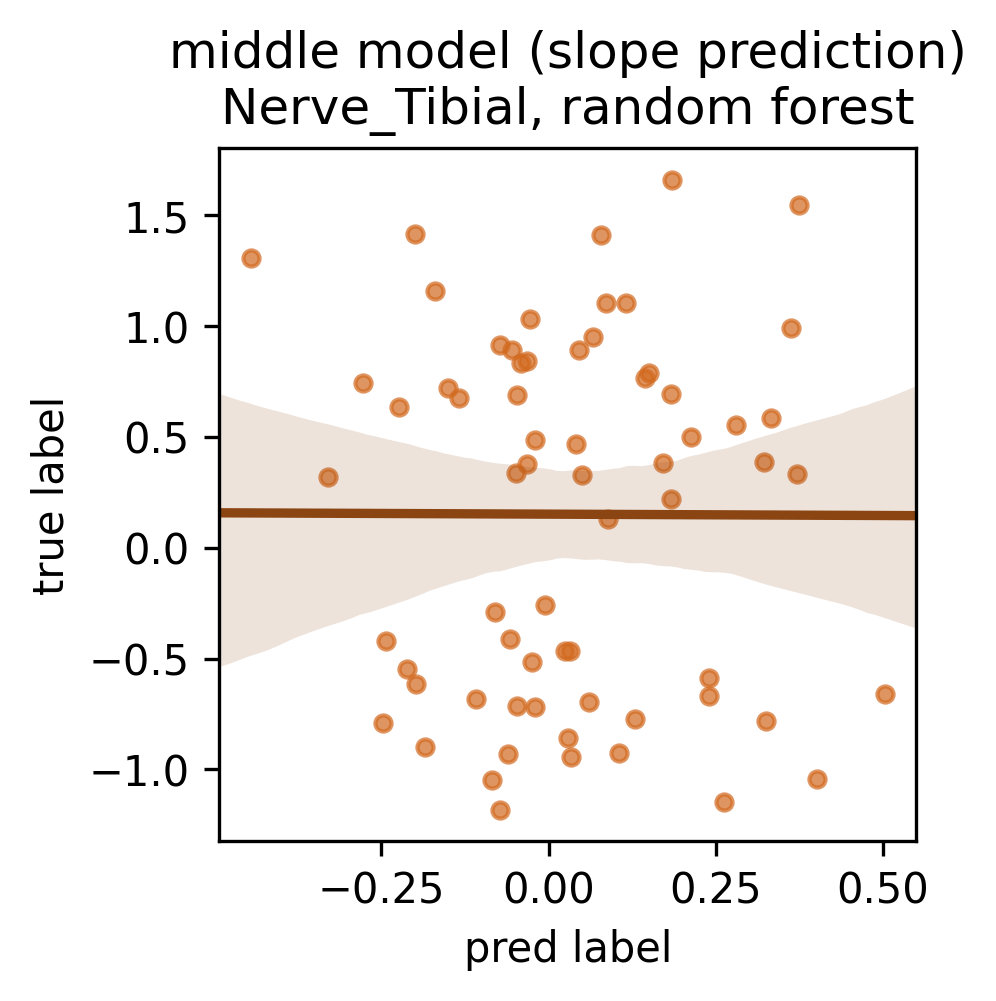 middle model (slope prediction)
Nerve_Tibial, random forest
1.5
1.0
0.5
0.0
−0.5
−1.0
true label
−0.25
0.00
0.25
0.50
pred label